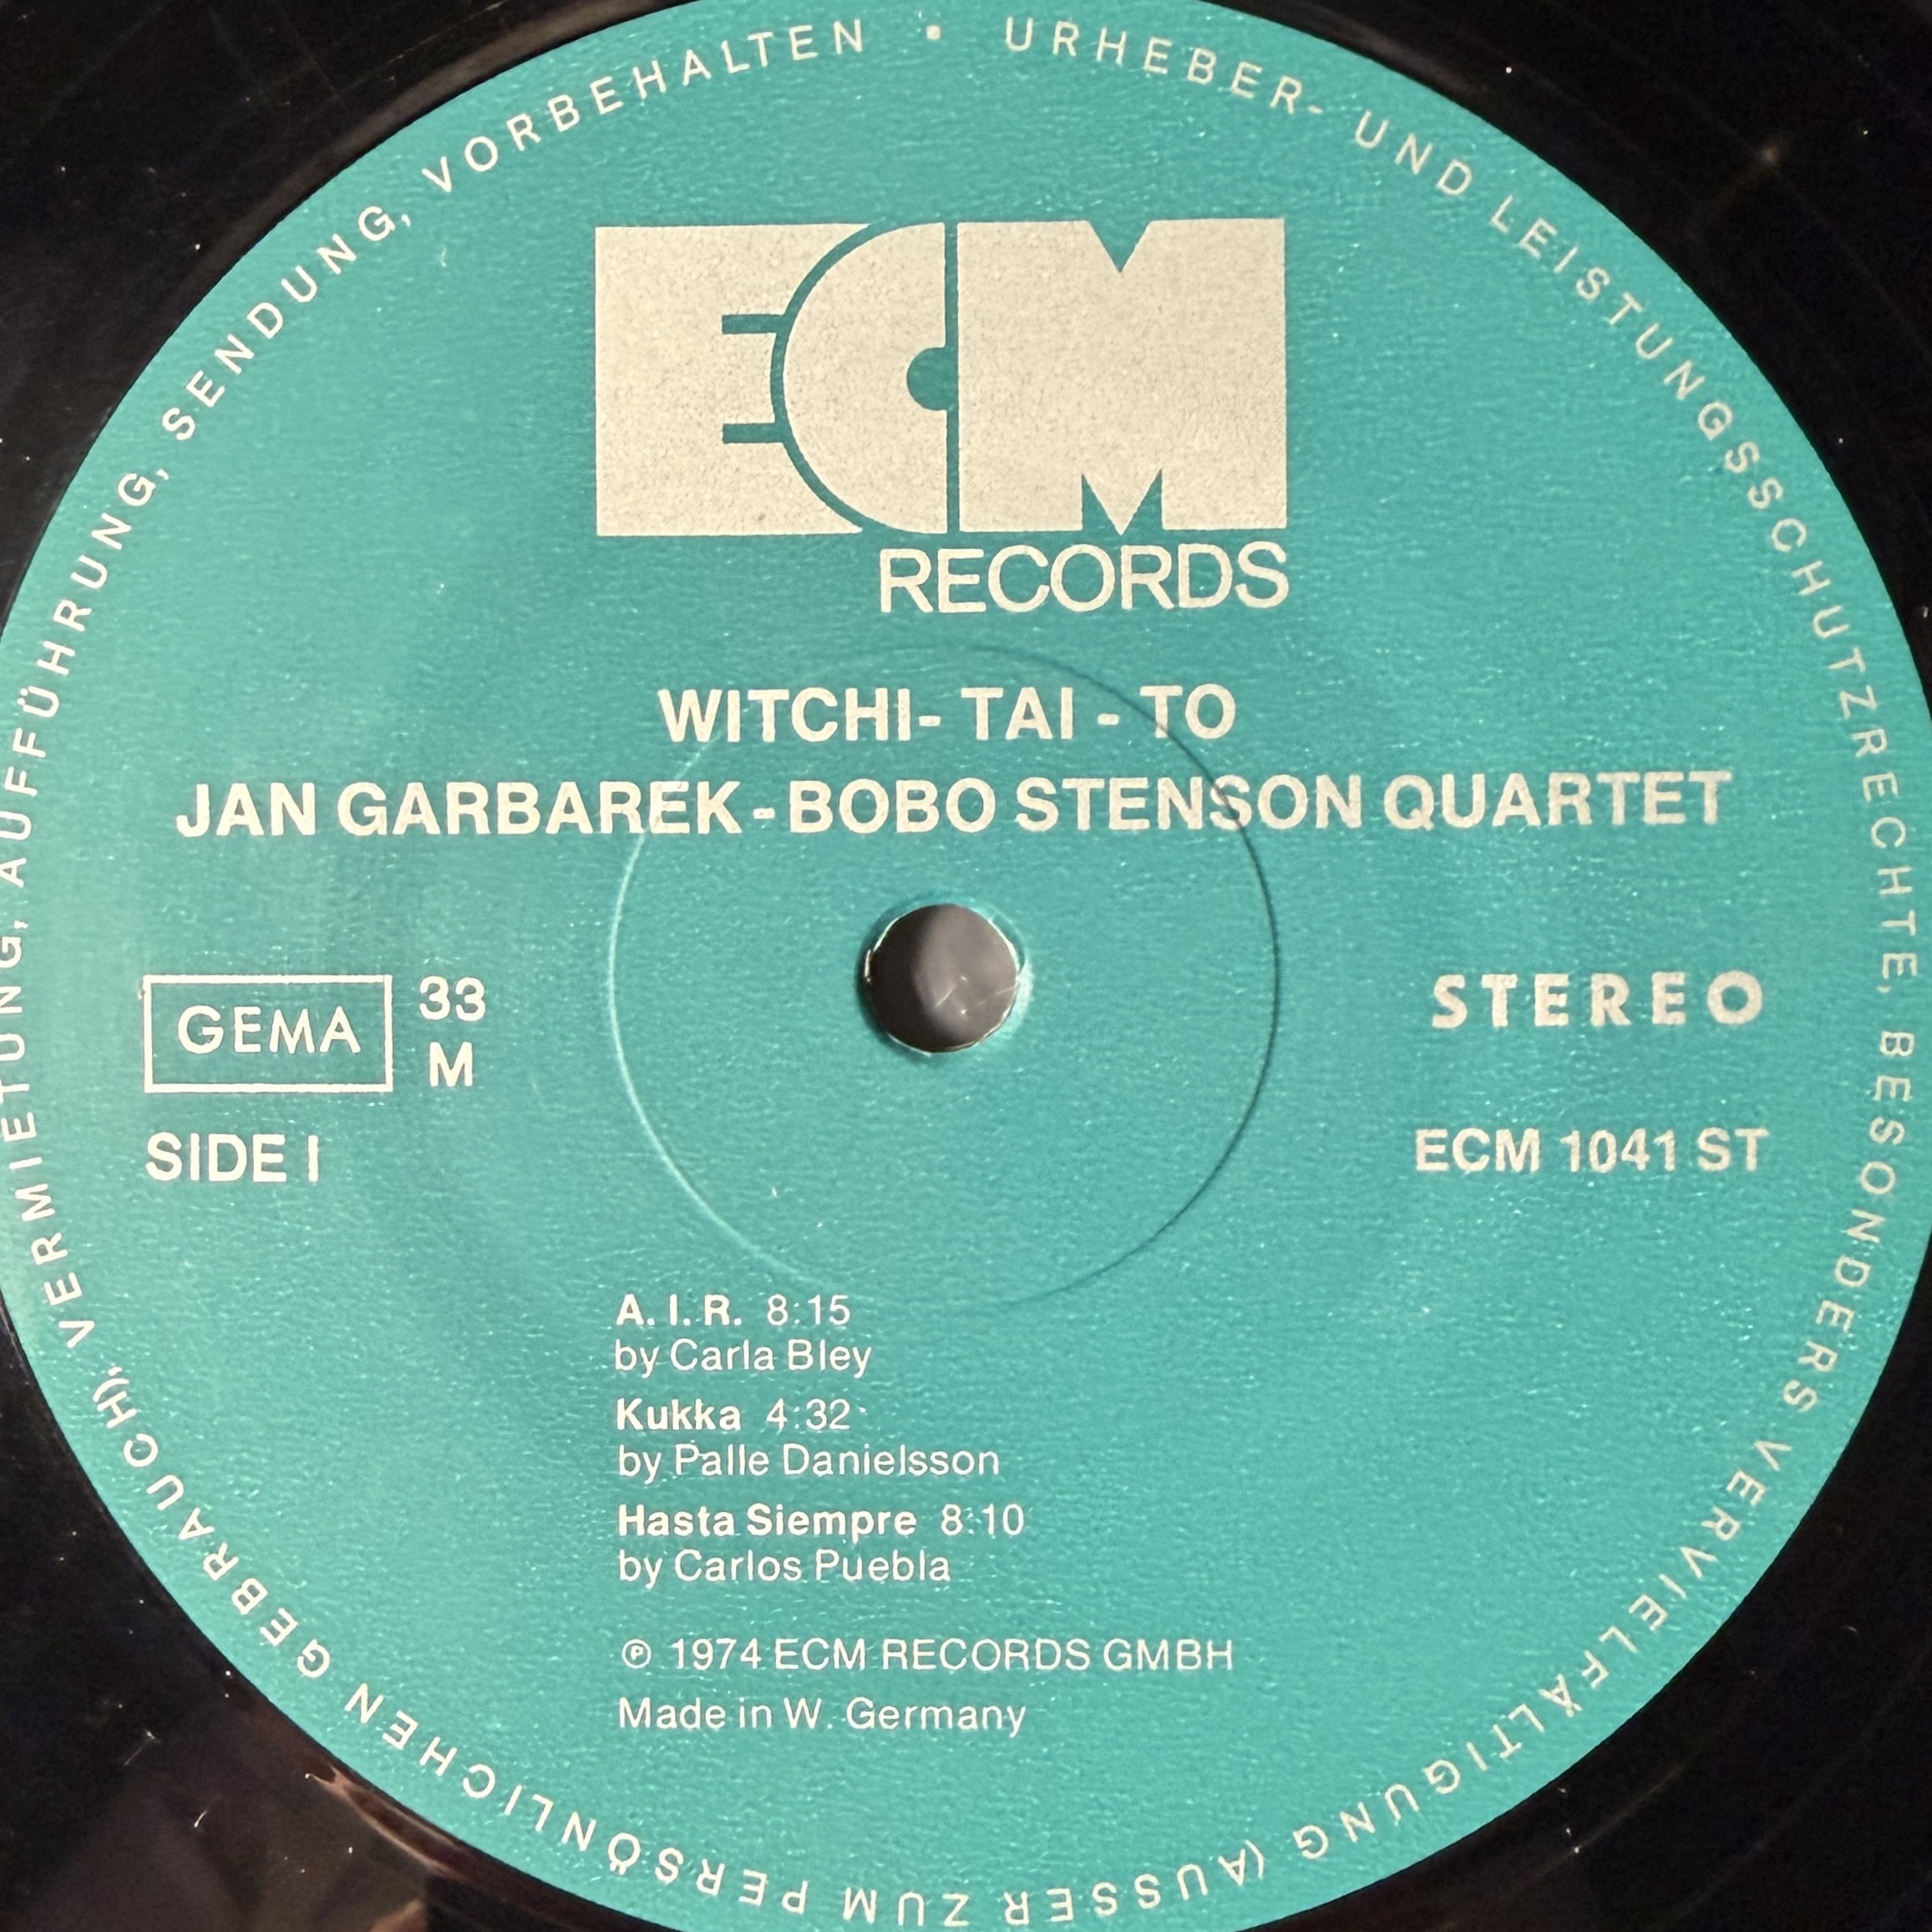 URHEBER- UND LEISTUNGSSCHUTZRECHTE, BESONDERS VERVIELFÄLTIGUNG (AUSSER ZUM PERSÖNLICHEN GEBRAUCH), VERMIETUNG, AUFFÜHRUNG, SENDUNG, VORBEHALTEN •
ECM
RECORDS
WITCHI- TAI - TO
JAN GARBAREK - BOBO STENSON QUARTET
GEMA
33
M
STEREO
SIDE I
ECM 1041 ST
A. I. R. 8:15
by Carla Bley
Kukka 4:32
by Palle Danielsson
Hasta Siempre 8:10
by Carlos Puebla
℗ 1974 ECM RECORDS GMBH
Made in W. Germany